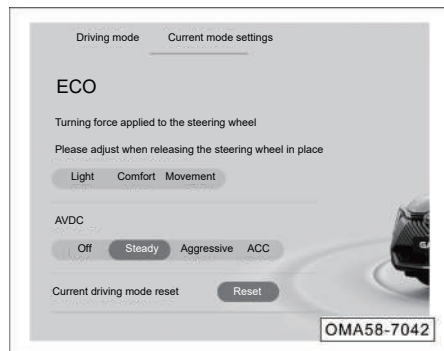 Driving mode Current mode settings
ECO
Turning force applied to the steering wheel
Please adjust when releasing the steering wheel in place
Light Comfort Movement
AVDC
Off Steady Aggressive ACC
Current driving mode reset Reset
OMA58-7042